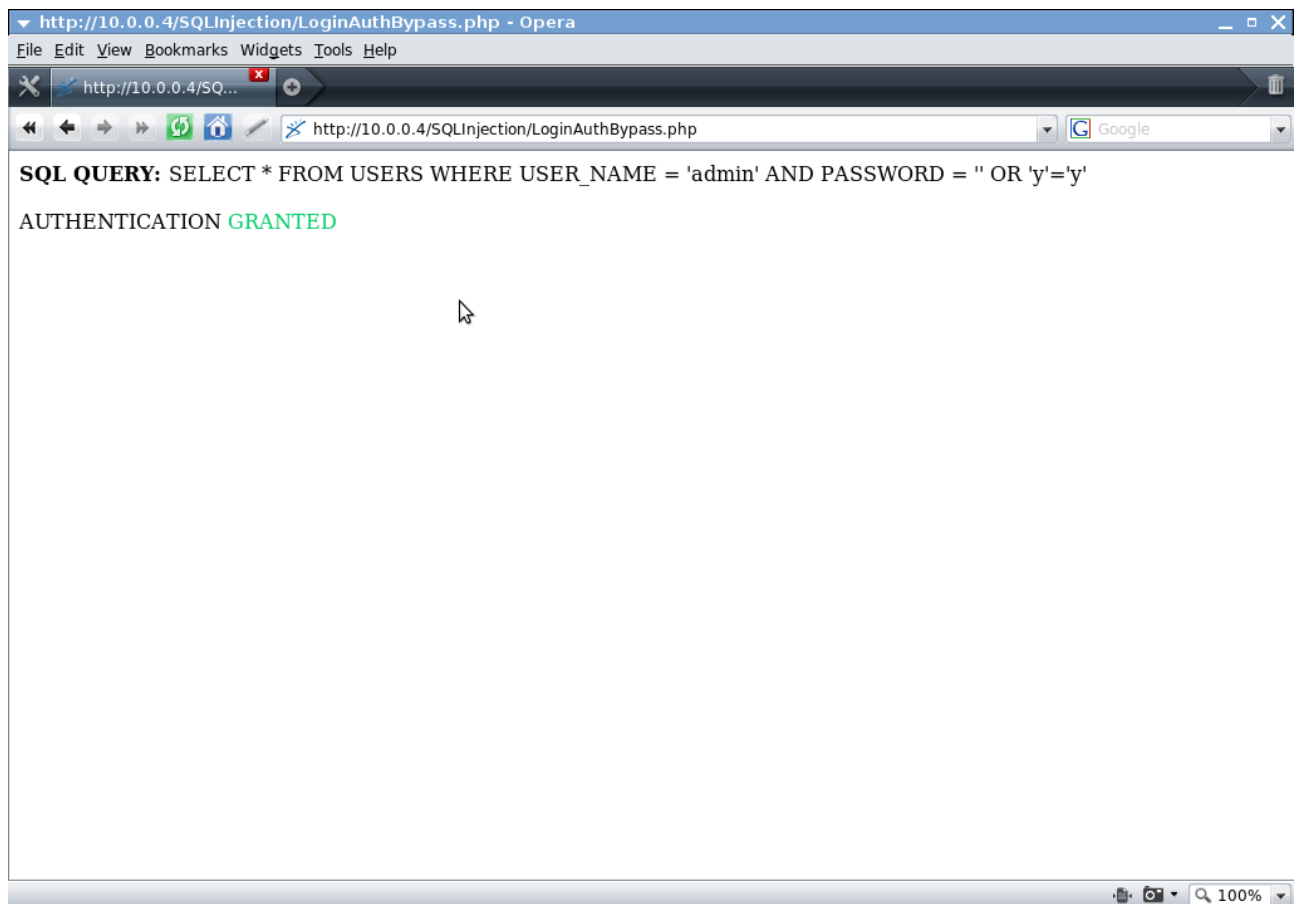 http://10.0.0.4/SQLInjection/LoginAuthBypass.php - Opera
File Edit View Bookmarks Widgets Tools Help
http://10.0.0.4/SQ...
http://10.0.0.4/SQLInjection/LoginAuthBypass.php
G Google
SQL QUERY: SELECT * FROM USERS WHERE USER_NAME = 'admin' AND PASSWORD = '' OR 'y'='y'
AUTHENTICATION GRANTED
100%